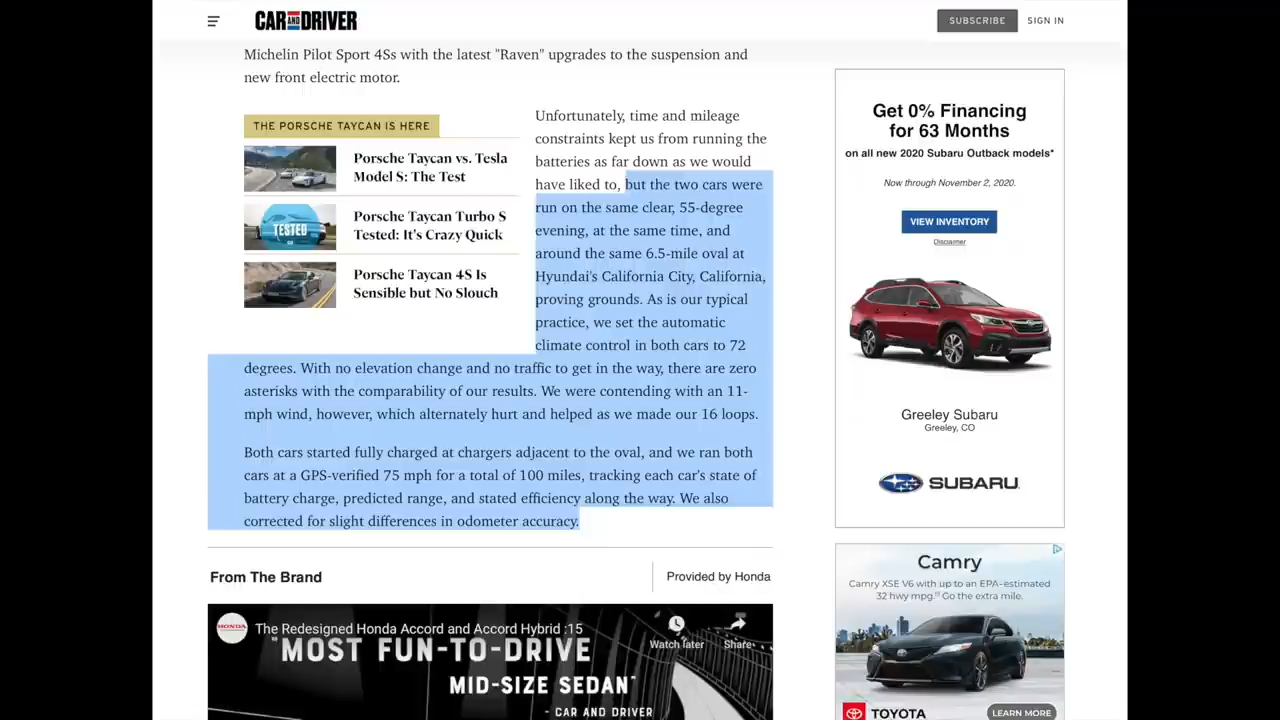 CAR AND DRIVER
SUBSCRIBE
SIGN IN
Michelin Pilot Sport 4Ss with the latest "Raven" upgrades to the suspension and
new front electric motor.
THE PORSCHE TAYCAN IS HERE
Porsche Taycan vs. Tesla
Model S: The Test
TESTED
Porsche Taycan Turbo S
Tested: It's Crazy Quick
Porsche Taycan 4S Is
Sensible but No Slouch
Unfortunately, time and mileage
constraints kept us from running the
batteries as far down as we would
have liked to, but the two cars were
run on the same clear, 55-degree
evening, at the same time, and
around the same 6.5-mile oval at
Hyundai's California City, California,
proving grounds. As is our typical
practice, we set the automatic
climate control in both cars to 72
degrees. With no elevation change and no traffic to get in the way, there are zero
asterisks with the comparability of our results. We were contending with an 11-
mph wind, however, which alternately hurt and helped as we made our 16 loops.
Both cars started fully charged at chargers adjacent to the oval, and we ran both
cars at a GPS-verified 75 mph for a total of 100 miles, tracking each car's state of
battery charge, predicted range, and stated efficiency along the way. We also
corrected for slight differences in odometer accuracy.
From The Brand
Provided by Honda
HONDA
The Redesigned Honda Accord and Accord Hybrid :15
Watch later
Share
"MOST FUN-TO-DRIVE
MID-SIZE SEDAN"
- CAR AND DRIVER
Get 0% Financing
for 63 Months
on all new 2020 Subaru Outback models*
Now through November 2, 2020.
VIEW INVENTORY
Disclaimer
Greeley Subaru
Greeley, CO
SUBARU
Camry
Camry XSE V6 with up to an EPA-estimated
32 hwy mpg. Go the extra mile.
TOYOTA
LEARN MORE